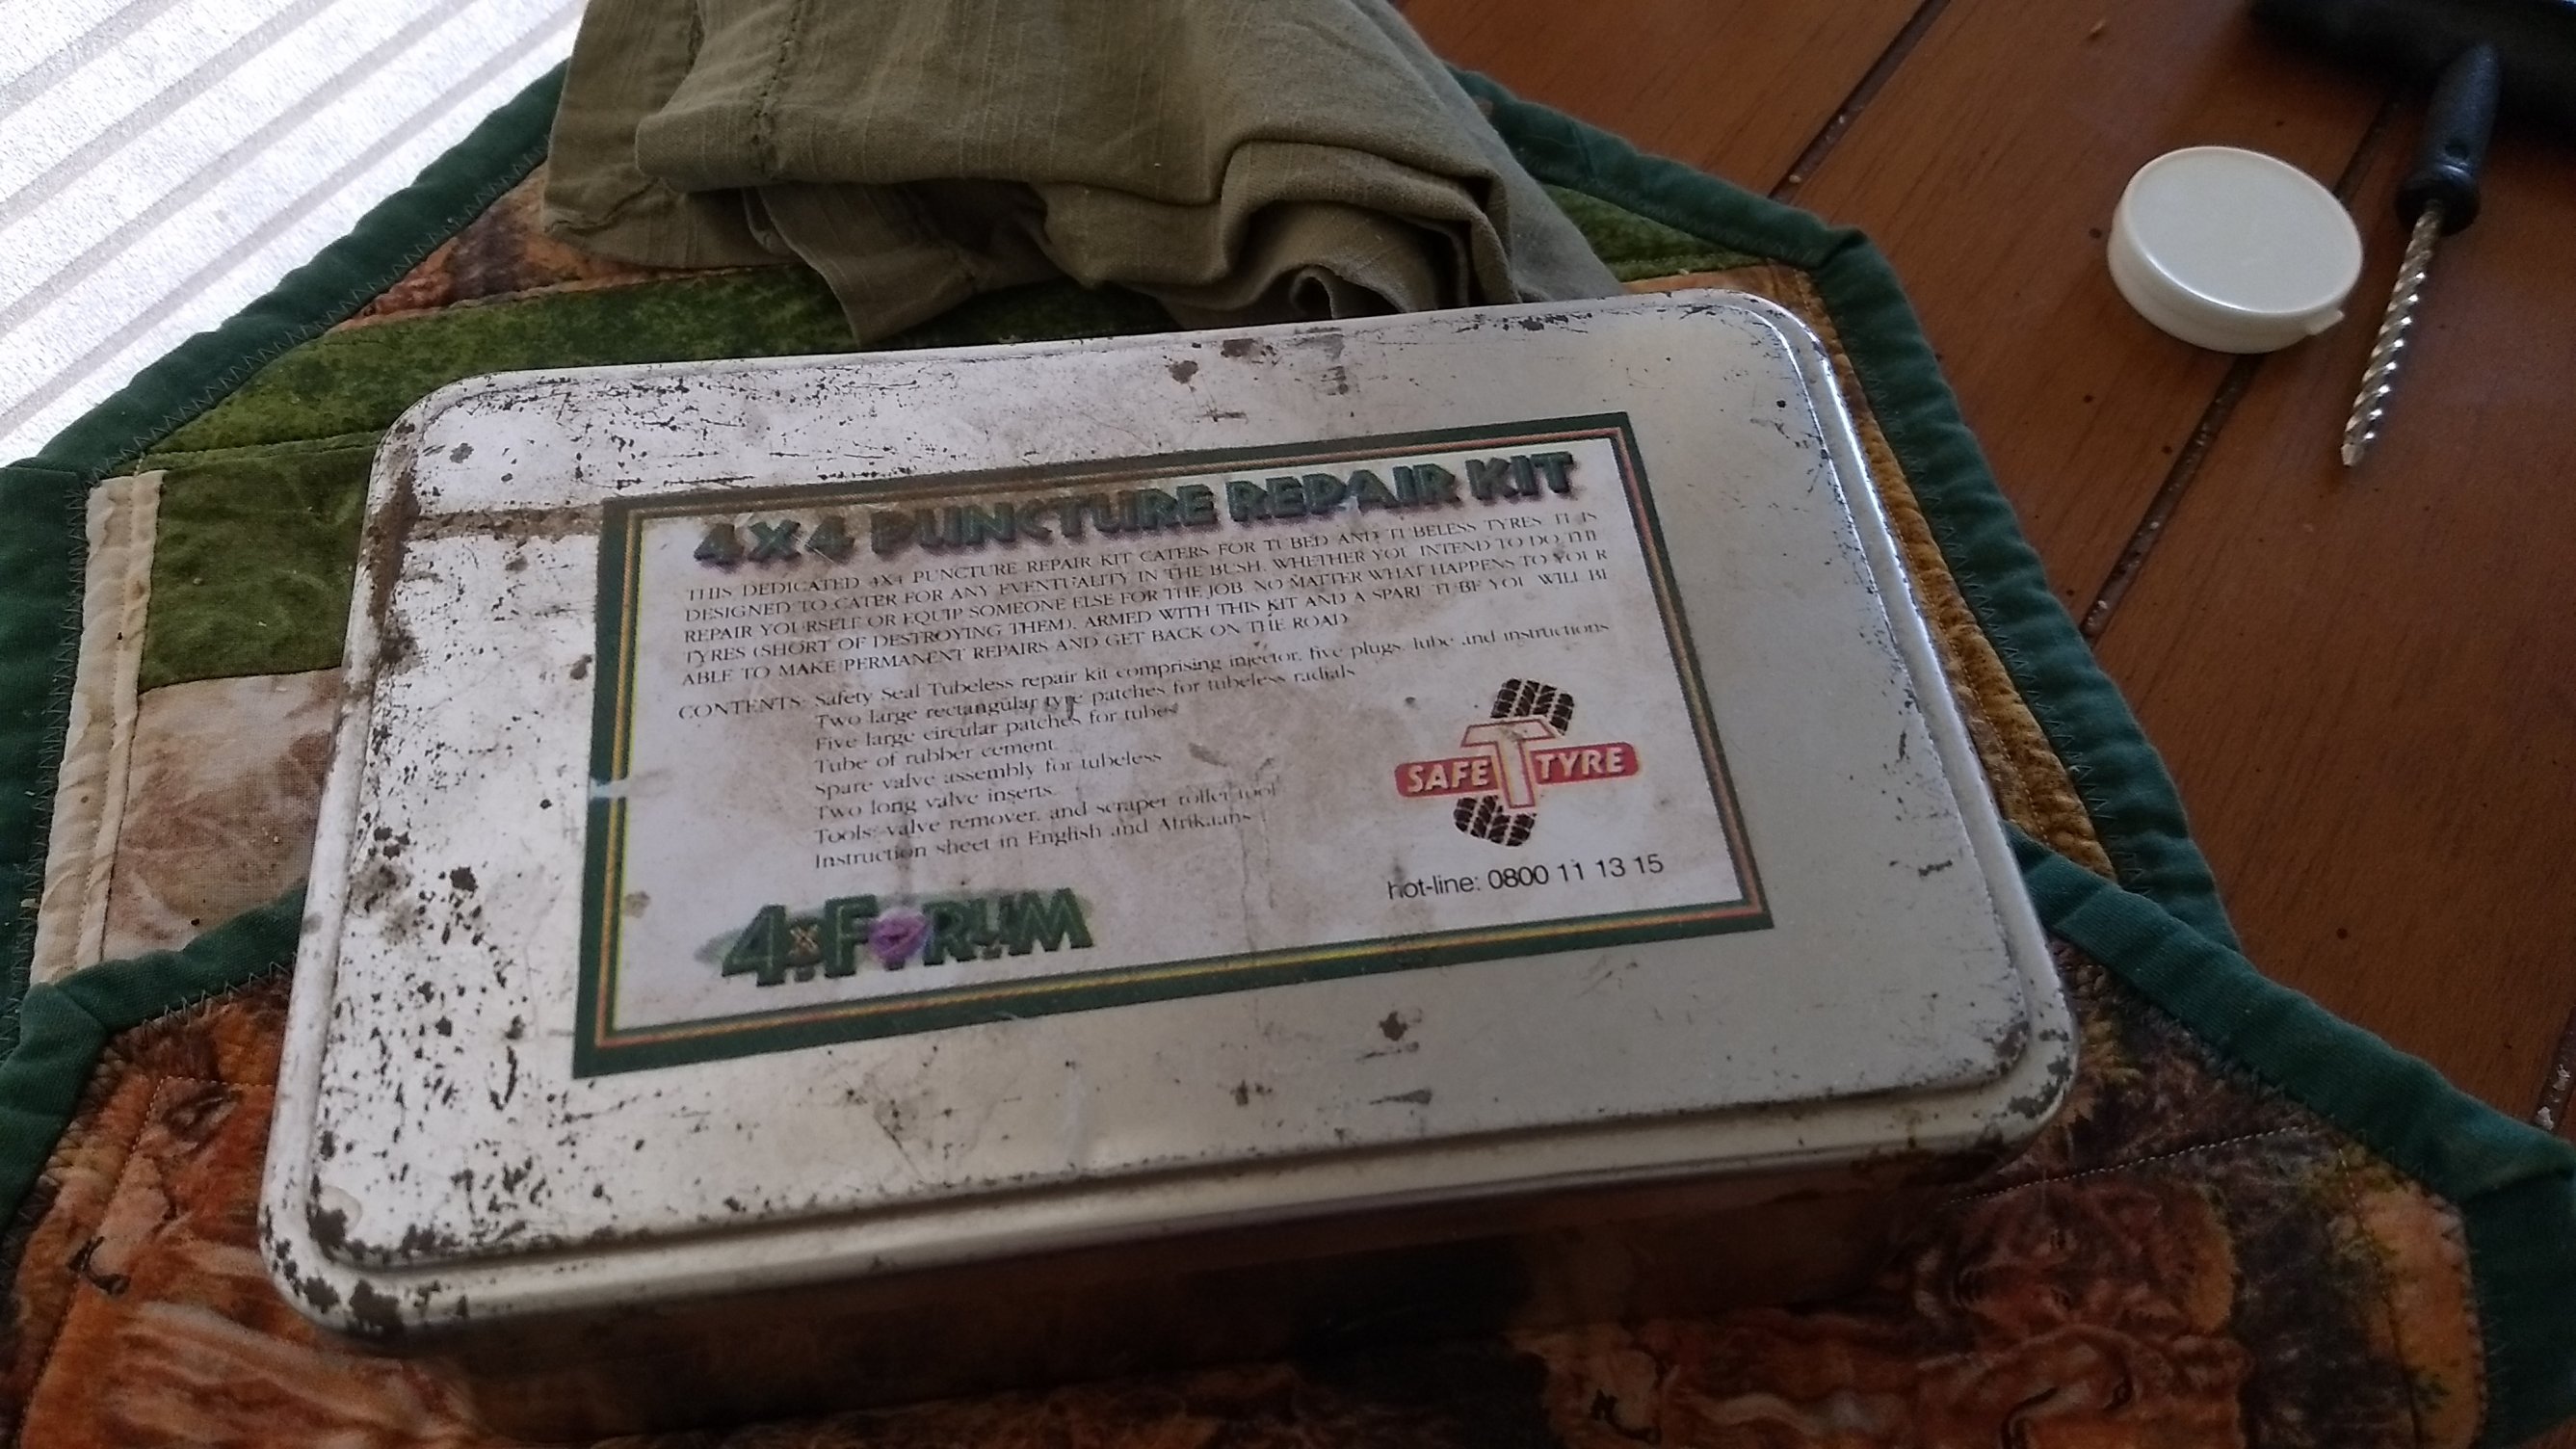 4X4 PUNCTURE REPAIR KIT
THIS DEDICATED 4X4 PUNCTURE REPAIR KIT CATERS FOR TUBED AND TUBELESS TYRES. IT IS
DESIGNED TO CATER FOR ANY EVENTUALITY IN THE BUSH. WHETHER YOU INTEND TO DO THE
REPAIR YOURSELF OR EQUIP SOMEONE ELSE FOR THE JOB. NO MATTER WHAT HAPPENS TO YOUR
TYRES (SHORT OF DESTROYING THEM). ARMED WITH THIS KIT AND A SPARE TUBE YOU WILL BE
ABLE TO MAKE PERMANENT REPAIRS AND GET BACK ON THE ROAD
CONTENTS: Safety Seal Tubeless repair kit comprising injector, five plugs, lube and instructions
Two large rectangular type patches for tubeless radials
Five large circular patches for tubes
Tube of rubber cement.
Spare valve assembly for tubeless
Two long valve inserts.
Tools: valve remover, and scraper roller tool
Instruction sheet in English and Afrikaans
SAFE T TYRE
4xFORUM
hot-line: 0800 11 13 15